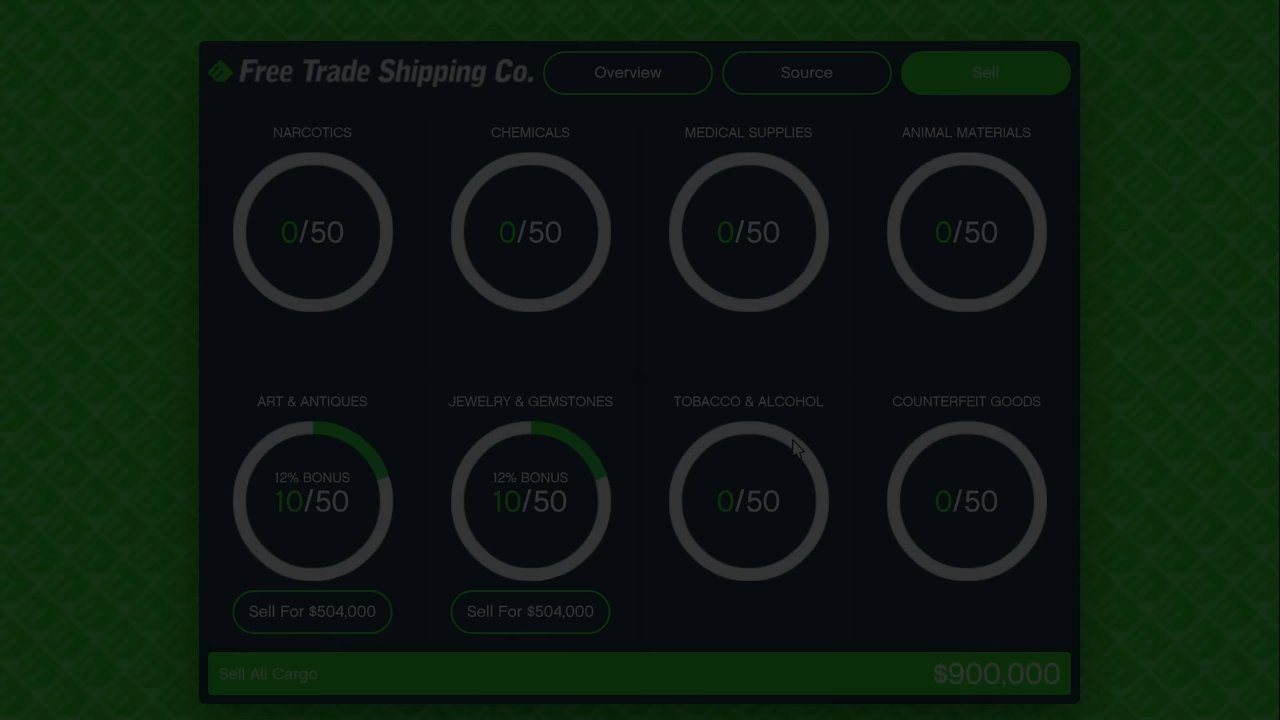 Free Trade Shipping Co.
Overview
Source
Sell
NARCOTICS
CHEMICALS
MEDICAL SUPPLIES
ANIMAL MATERIALS
0/50
0/50
0/50
0/50
ART & ANTIQUES
JEWELRY & GEMSTONES
TOBACCO & ALCOHOL
COUNTERFEIT GOODS
12% BONUS
10/50
12% BONUS
10/50
0/50
0/50
Sell For $504,000
Sell For $504,000
Sell All Cargo
$900,000